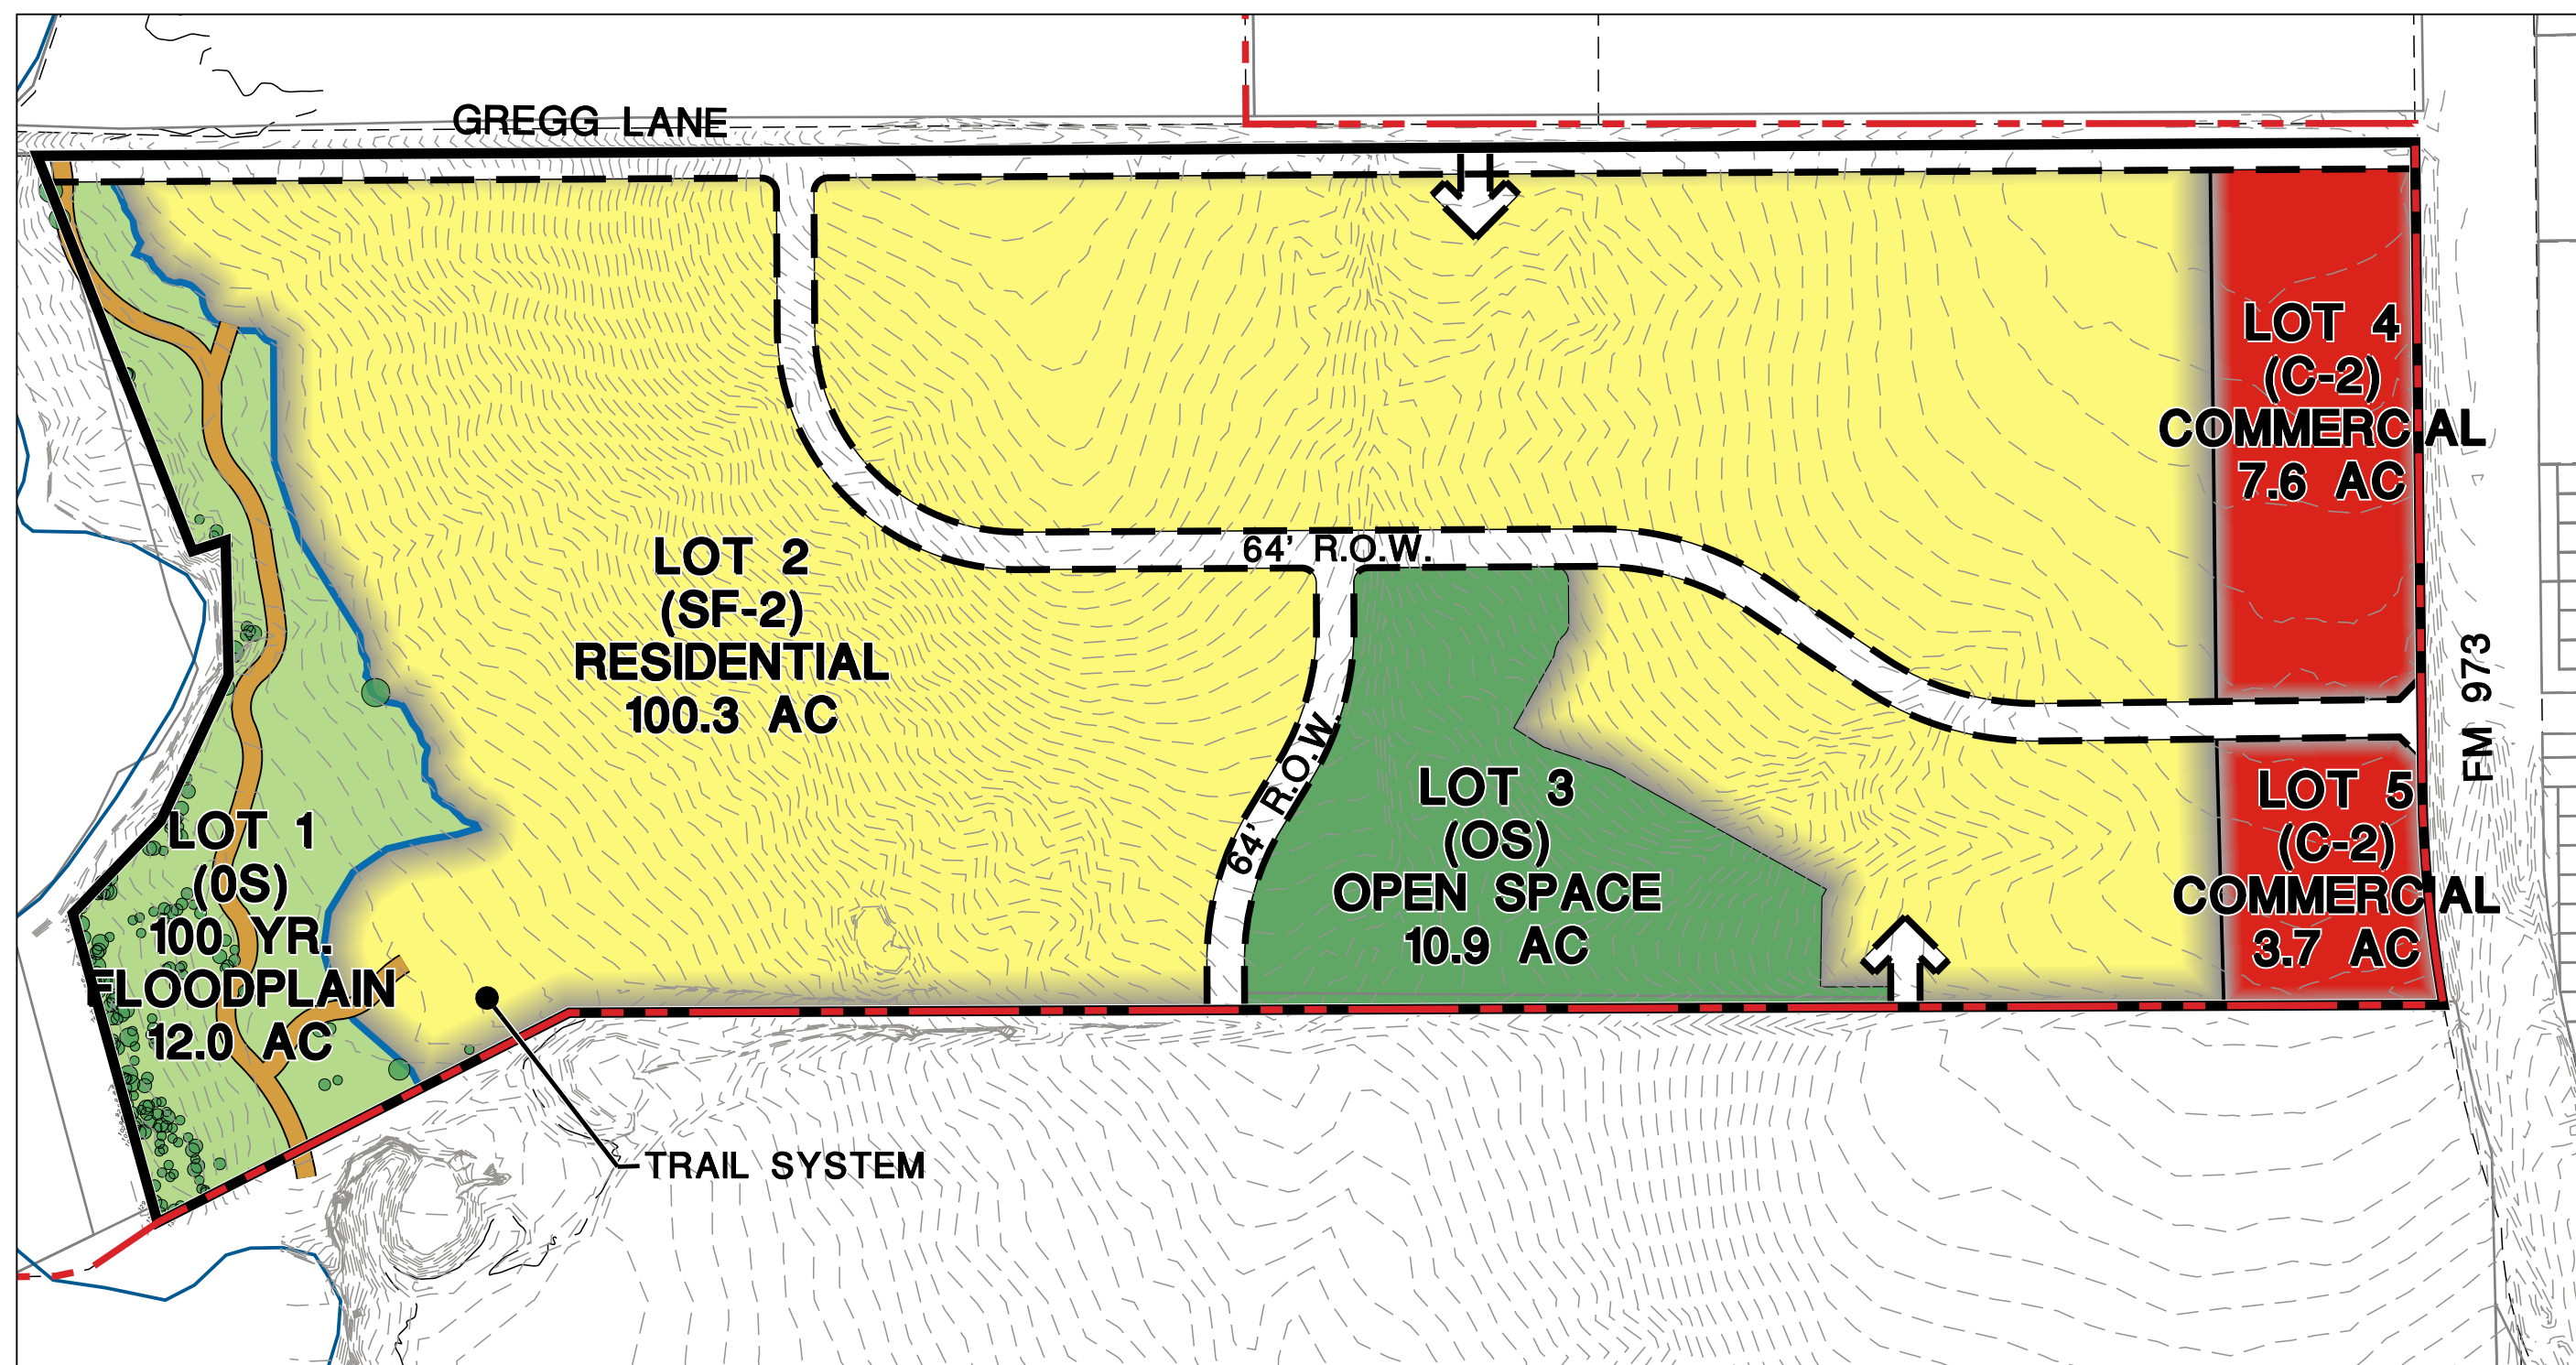 GREGG LANE
LOT 4
(C-2)
COMMERCIAL
7.6 AC
64' R.O.W.
LOT 2
(SF-2)
RESIDENTIAL
100.3 AC
FM 973
64' R.O.W.
LOT 3
(OS)
OPEN SPACE
10.9 AC
LOT 5
(C-2)
COMMERCIAL
3.7 AC
LOT 1
(0S)
100 YR.
FLOODPLAIN
12.0 AC
TRAIL SYSTEM